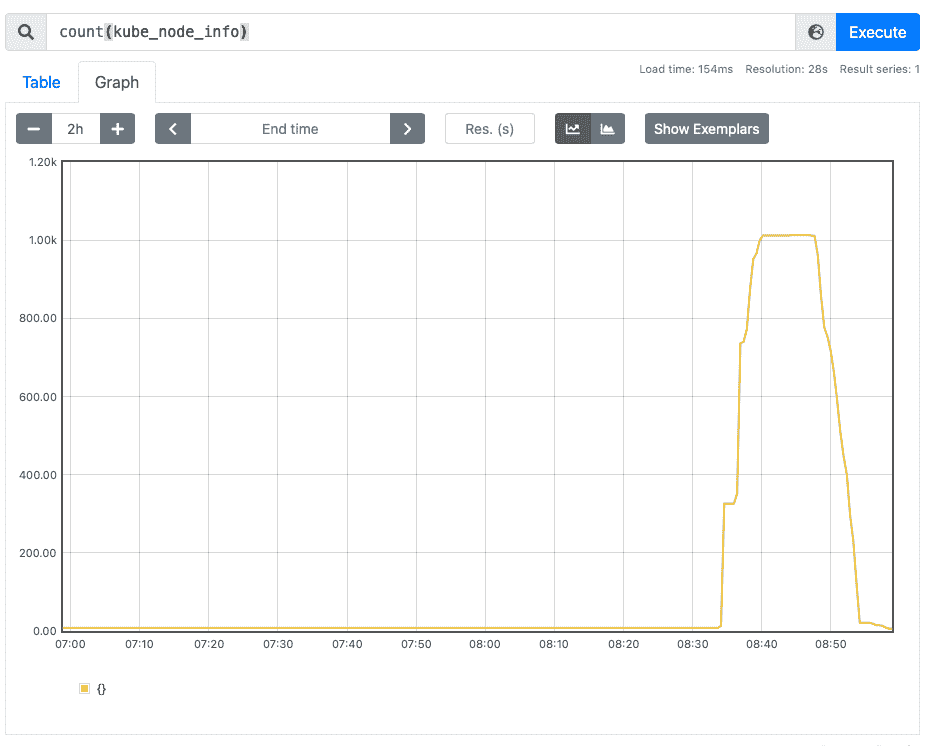 count(kube_node_info)
Execute
Table
Graph
Load time: 154ms Resolution: 28s Result series: 1
2h
End time
Res. (s)
Show Exemplars
1.20k
1.00k
800.00
600.00
400.00
200.00
0.00
07:00 07:10 07:20 07:30 07:40 07:50 08:00 08:10 08:20 08:30 08:40 08:50
{}